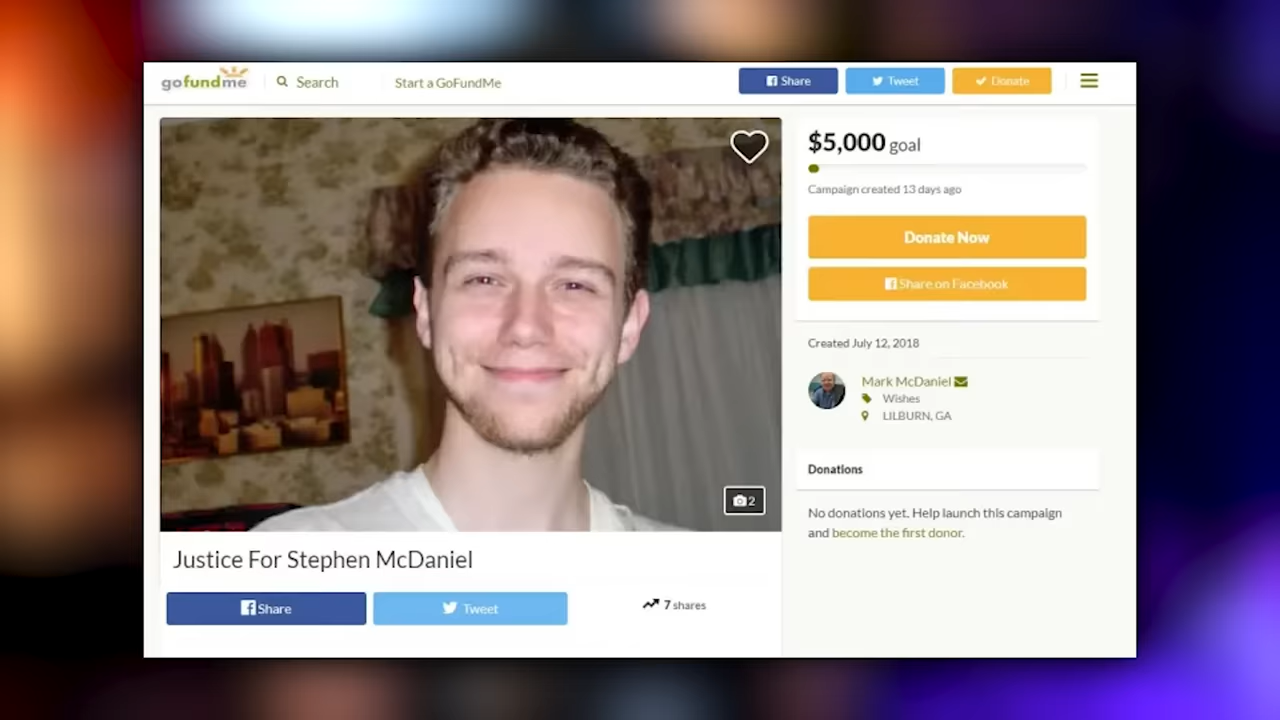 gofundme
Search
Start a GoFundMe
Share
Tweet
Donate
$5,000 goal
Campaign created 13 days ago
Donate Now
Share on Facebook
Created July 12, 2018
Mark McDaniel
Wishes
LILBURN, GA
2
Donations
No donations yet. Help launch this campaign
and become the first donor.
Justice For Stephen McDaniel
Share
Tweet
7 shares